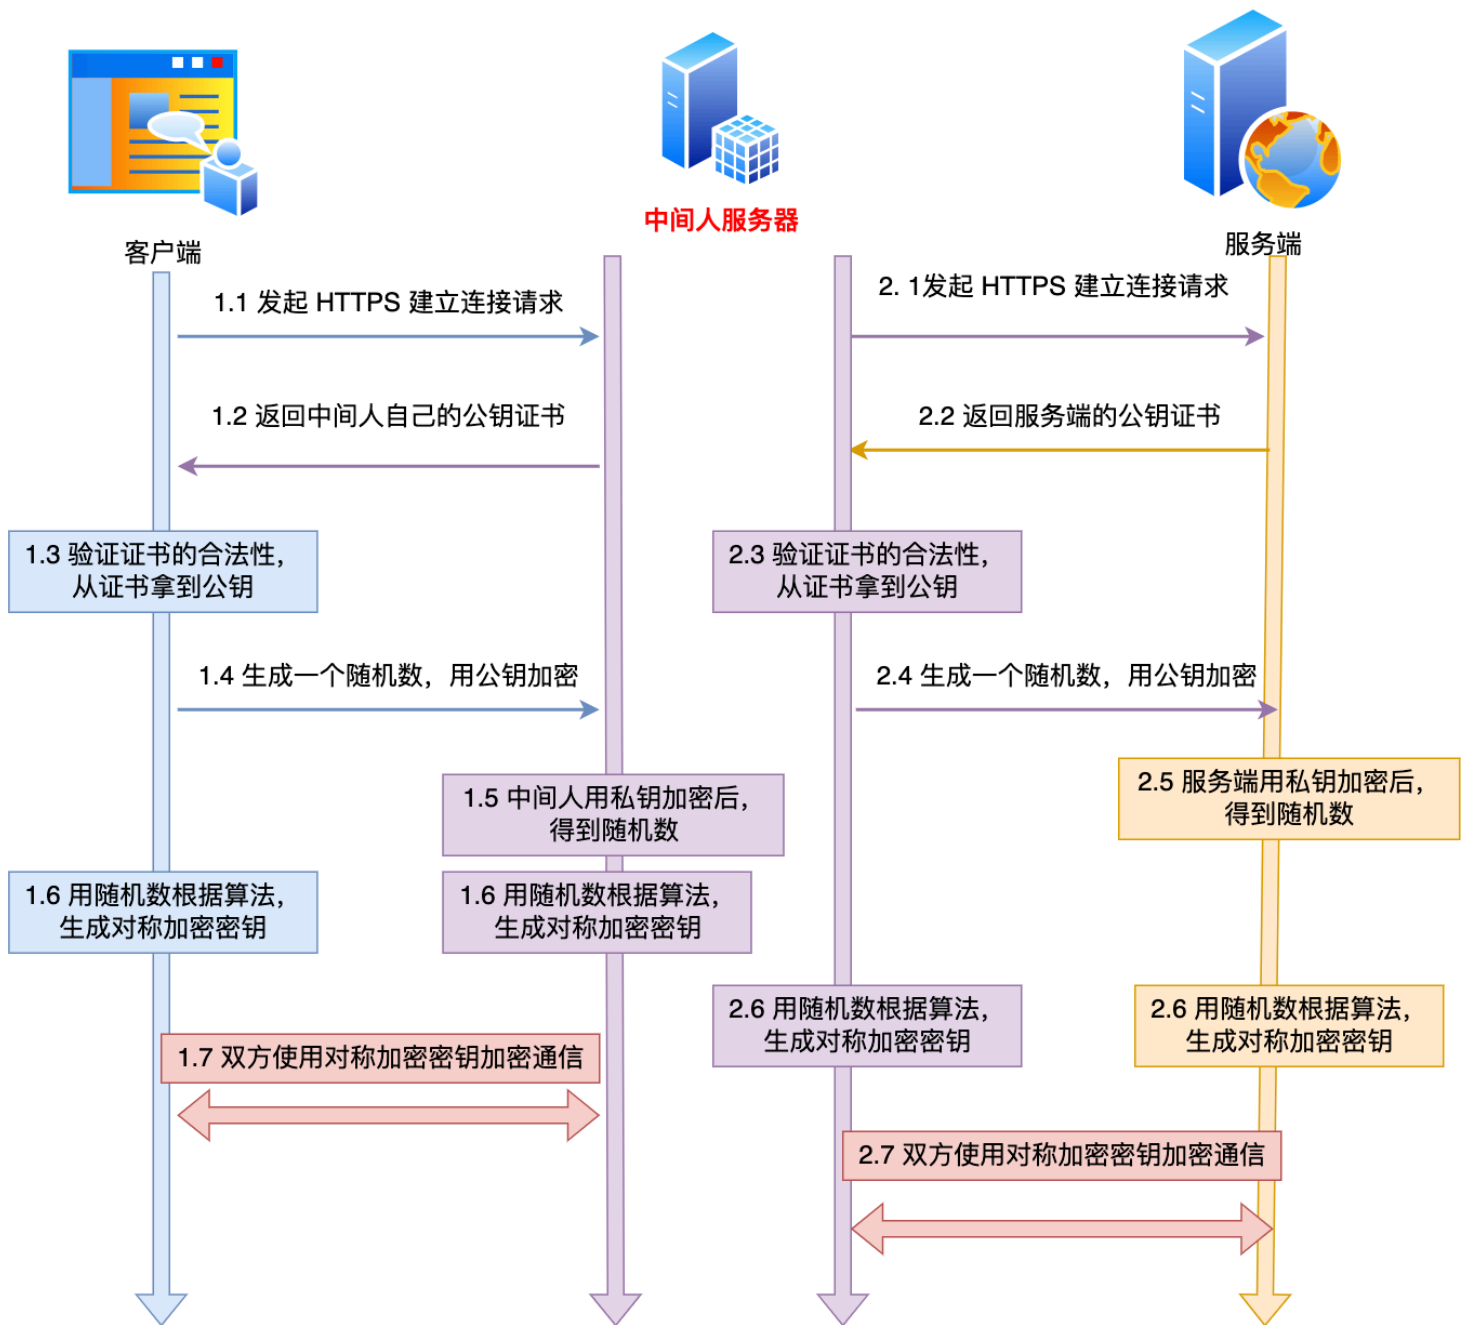 中间人服务器
客户端
服务端
1.1 发起 HTTPS 建立连接请求
2. 1发起 HTTPS 建立连接请求
1.2 返回中间人自己的公钥证书
2.2 返回服务端的公钥证书
1.3 验证证书的合法性，
从证书拿到公钥
2.3 验证证书的合法性，
从证书拿到公钥
1.4 生成一个随机数，用公钥加密
2.4 生成一个随机数，用公钥加密
1.5 中间人用私钥加密后，
得到随机数
2.5 服务端用私钥加密后，
得到随机数
1.6 用随机数根据算法，
生成对称加密密钥
1.6 用随机数根据算法，
生成对称加密密钥
2.6 用随机数根据算法，
生成对称加密密钥
2.6 用随机数根据算法，
生成对称加密密钥
1.7 双方使用对称加密密钥加密通信
2.7 双方使用对称加密密钥加密通信